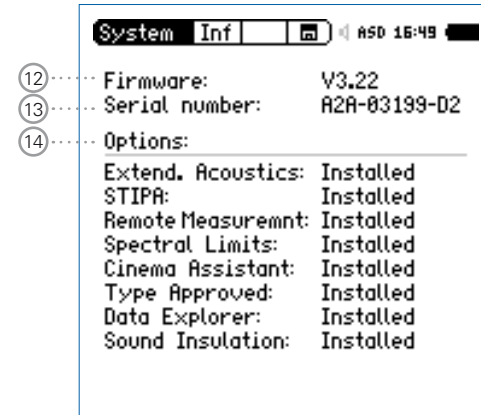 System Inf ASD 16:49
12 Firmware: V3.22
13 Serial number: A2A-03199-D2
14 Options:
Extend. Acoustics: Installed
STIPA: Installed
Remote Measuremnt: Installed
Spectral Limits: Installed
Cinema Assistant: Installed
Type Approved: Installed
Data Explorer: Installed
Sound Insulation: Installed